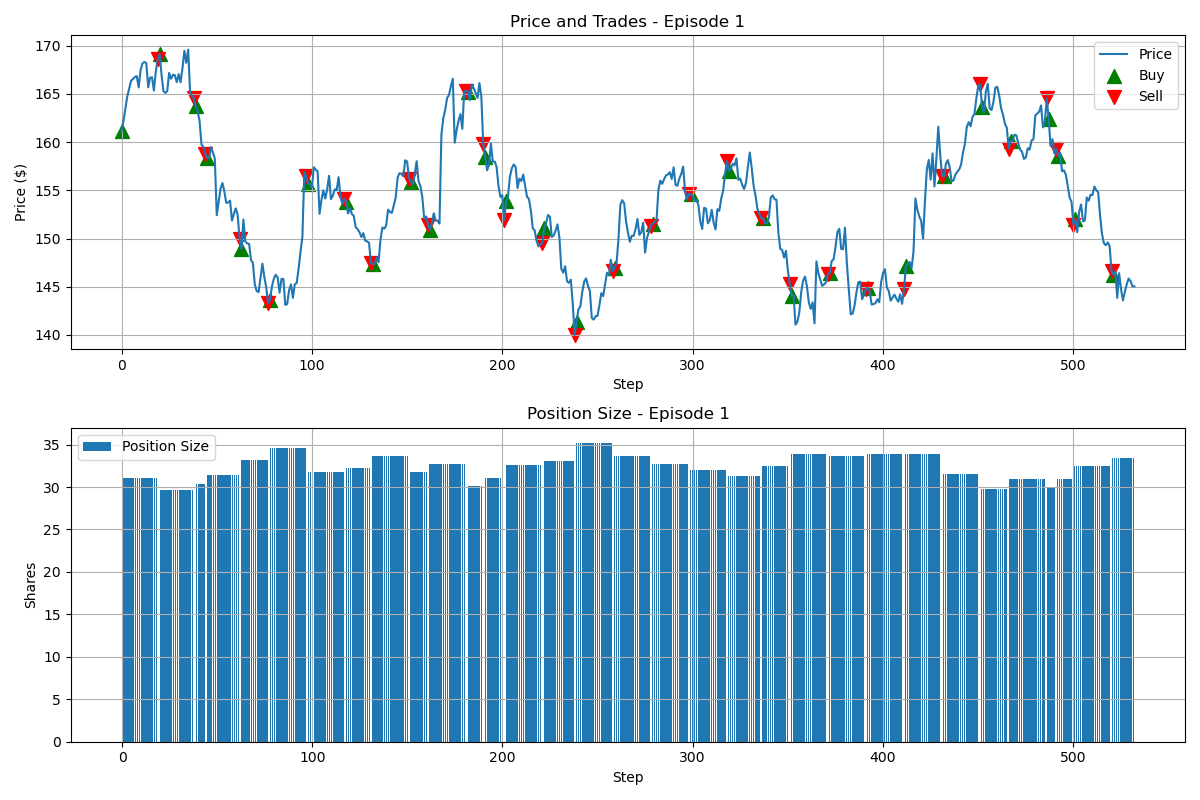 Price and Trades - Episode 1
Price ($)
170
165
160
155
150
145
140
Price
Buy
Sell
0 100 200 300 400 500
Step
Position Size - Episode 1
Shares
35
30
25
20
15
10
5
0
Position Size
0 100 200 300 400 500
Step